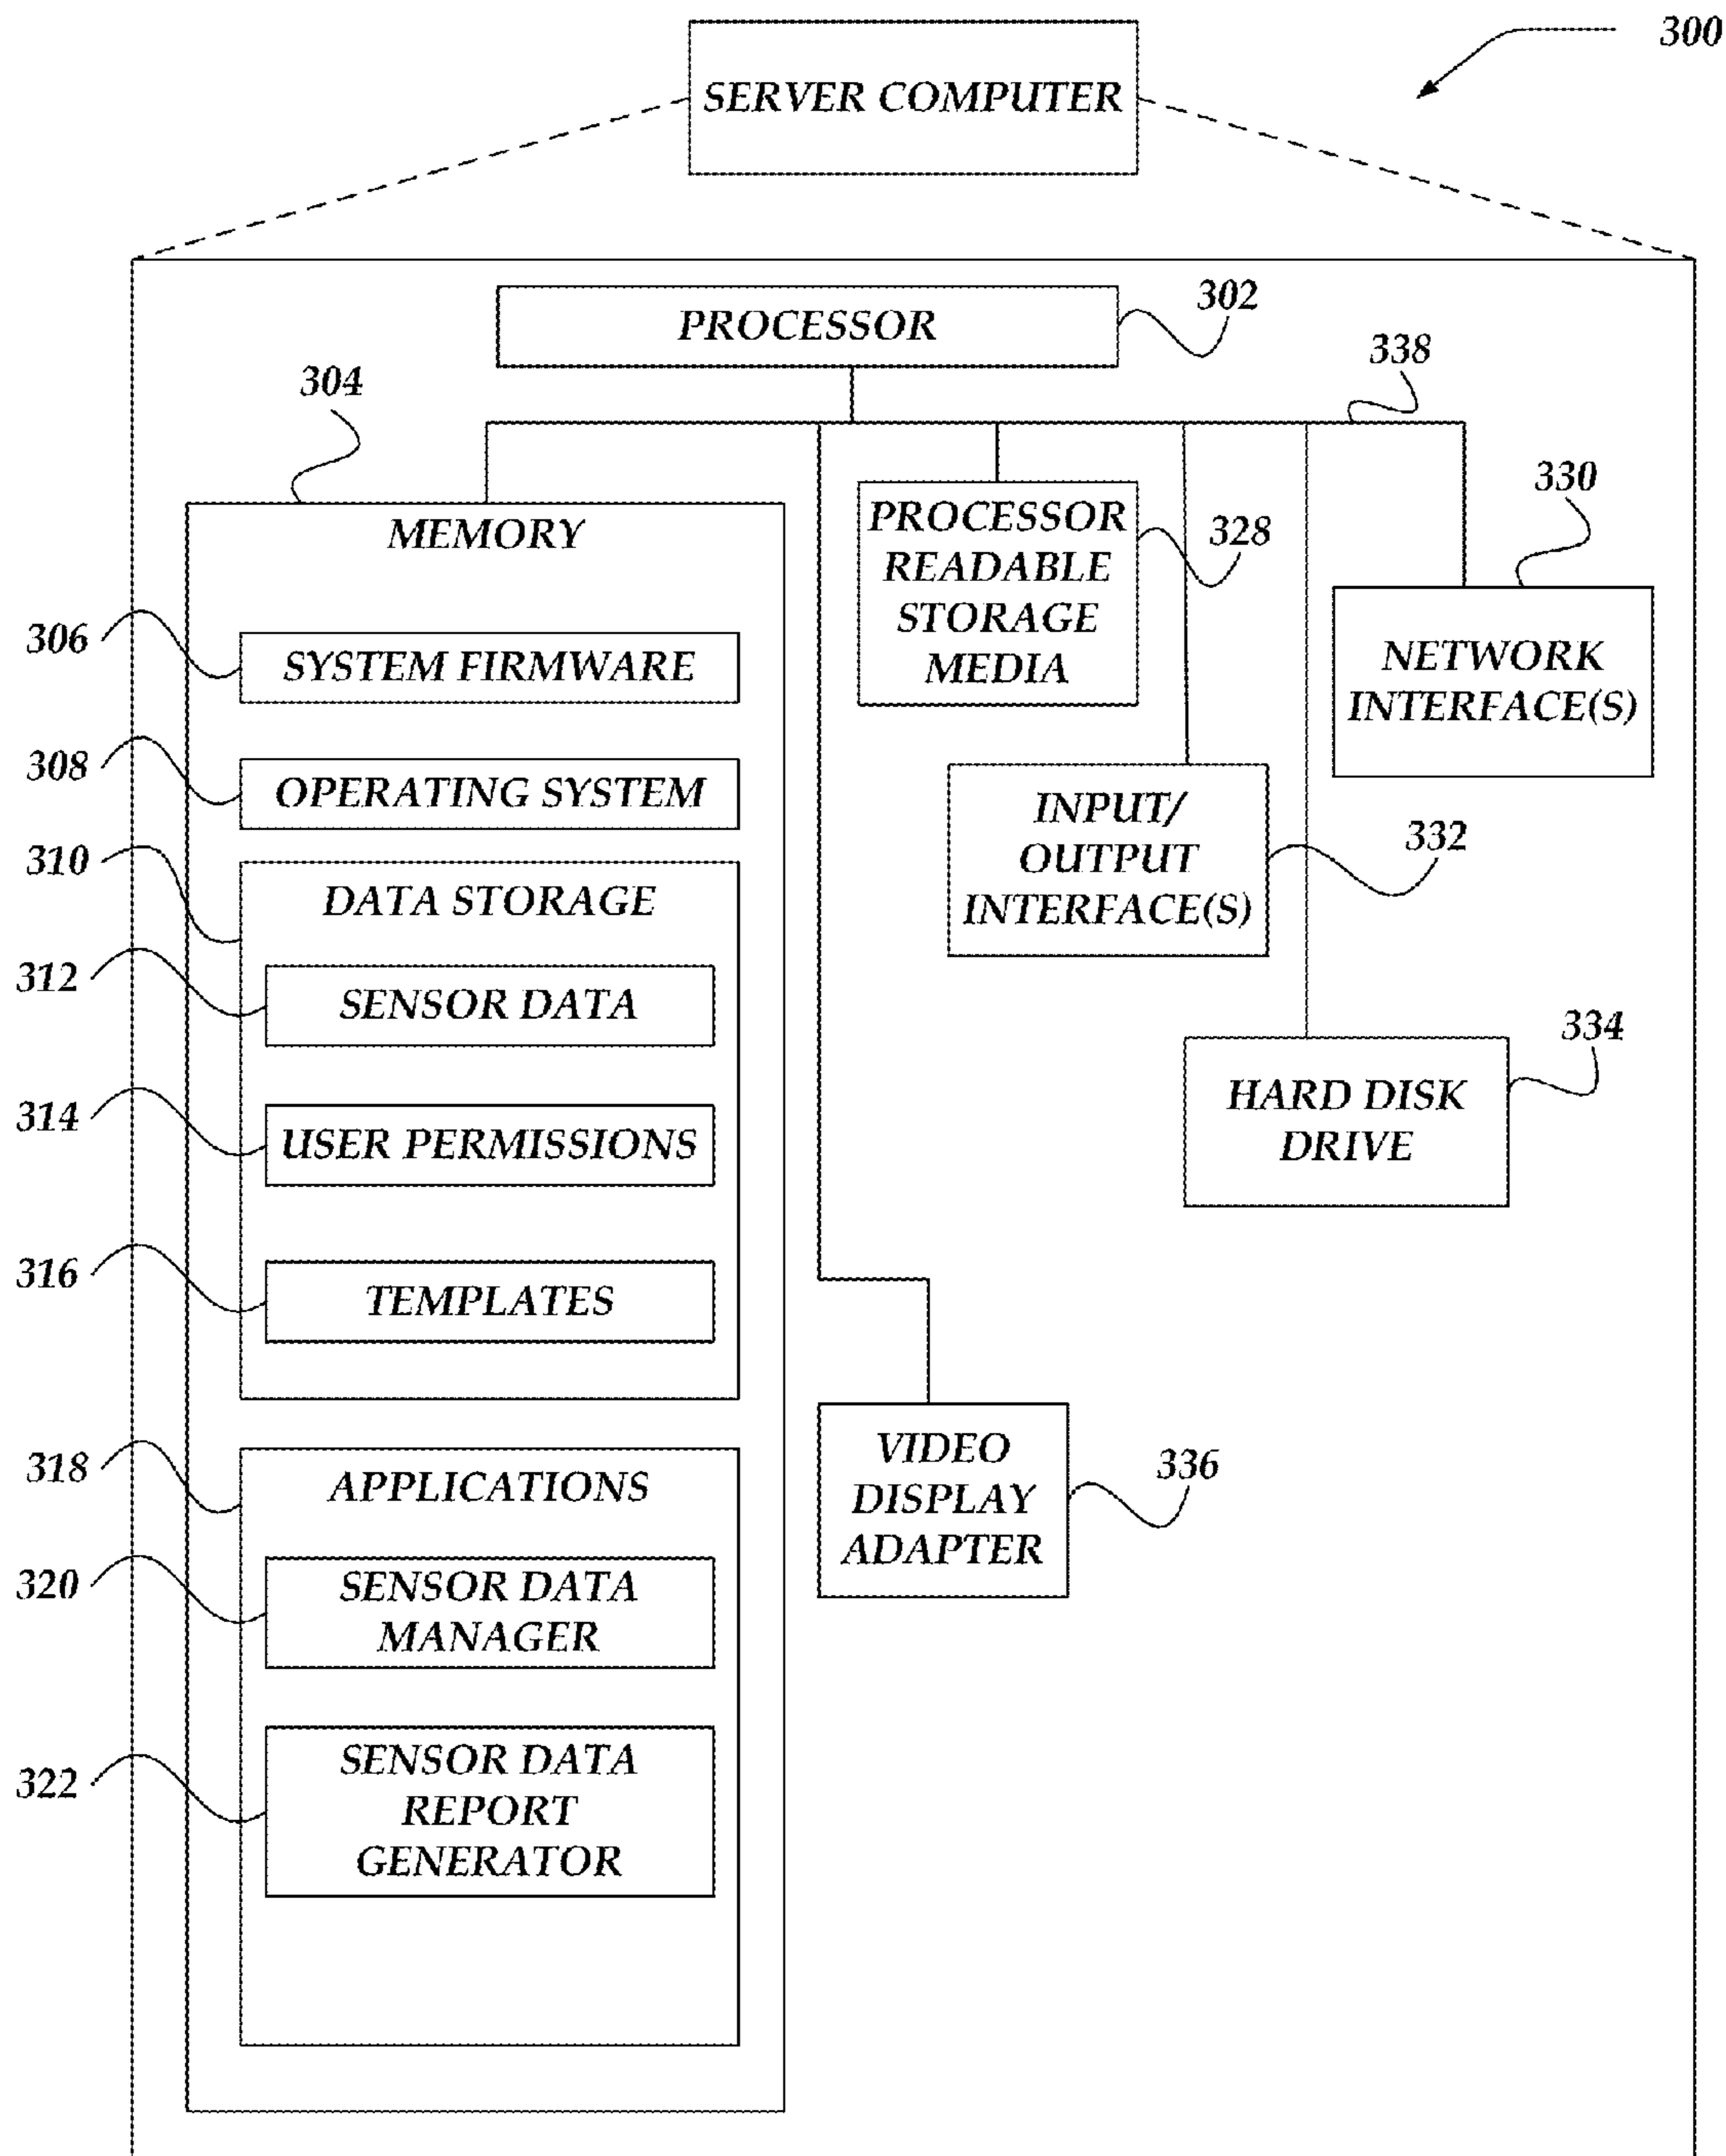 300
SERVER COMPUTER
PROCESSOR
302
338
304
MEMORY
306
SYSTEM FIRMWARE
308
OPERATING SYSTEM
310
DATA STORAGE
312
SENSOR DATA
314
USER PERMISSIONS
316
TEMPLATES
318
APPLICATIONS
320
SENSOR DATA
MANAGER
322
SENSOR DATA
REPORT
GENERATOR
PROCESSOR
READABLE
STORAGE
MEDIA
328
330
NETWORK
INTERFACE(S)
INPUT/
OUTPUT
INTERFACE(S)
332
334
HARD DISK
DRIVE
VIDEO
DISPLAY
ADAPTER
336